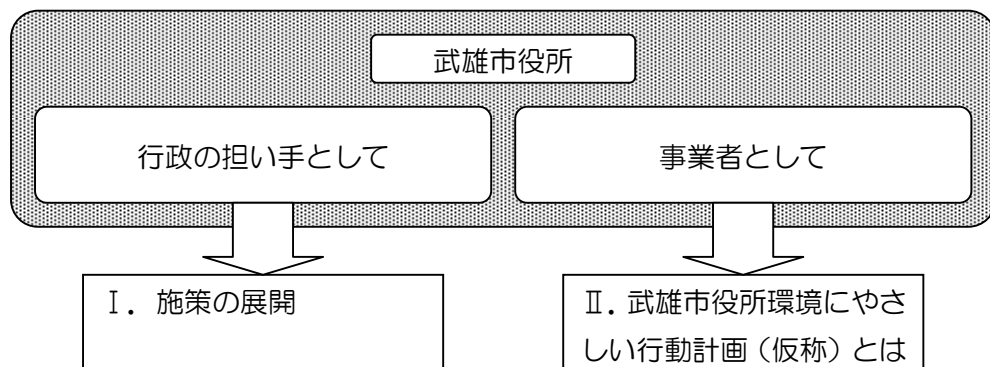 武雄市役所
行政の担い手として
事業者として
Ⅰ．施策の展開
Ⅱ．武雄市役所環境にやさ
しい行動計画（仮称）とは